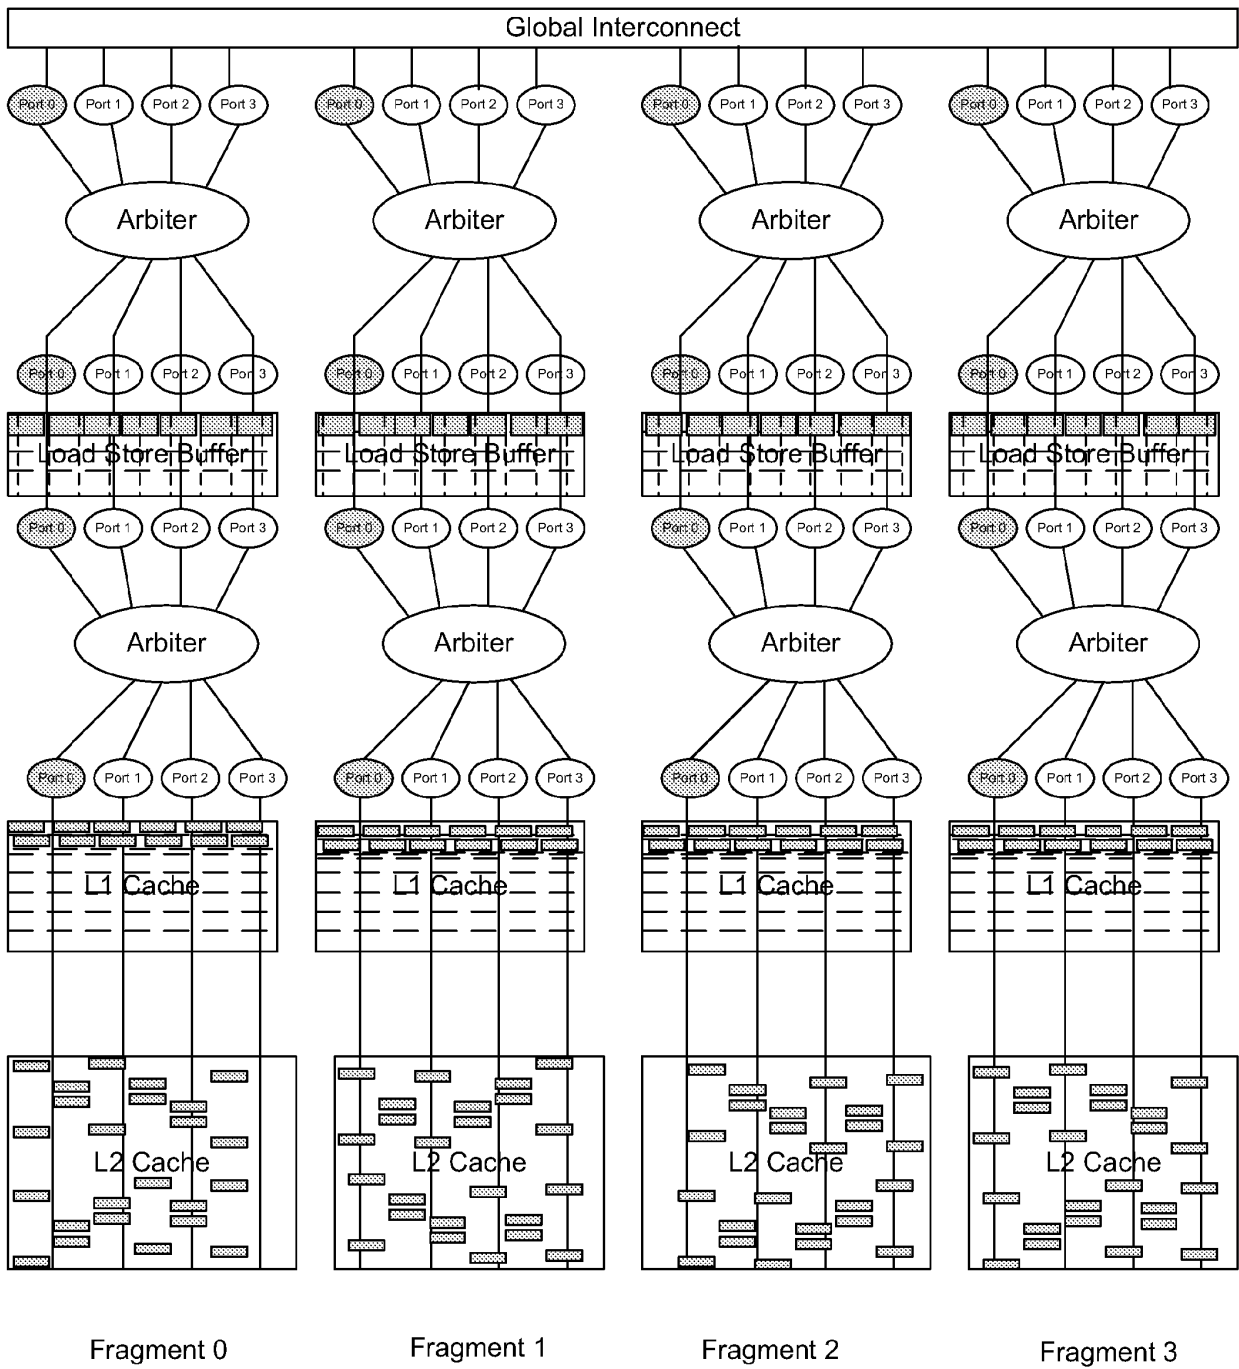 Global Interconnect
Port 0 Port 1 Port 2 Port 3 Port 0 Port 1 Port 2 Port 3 Port 0 Port 1 Port 2 Port 3 Port 0 Port 1 Port 2 Port 3
Arbiter Arbiter Arbiter Arbiter
Port 0 Port 1 Port 2 Port 3 Port 0 Port 1 Port 2 Port 3 Port 0 Port 1 Port 2 Port 3 Port 0 Port 1 Port 2 Port 3
Load Store Buffer Load Store Buffer Load Store Buffer Load Store Buffer
Port 0 Port 1 Port 2 Port 3 Port 0 Port 1 Port 2 Port 3 Port 0 Port 1 Port 2 Port 3 Port 0 Port 1 Port 2 Port 3
Arbiter Arbiter Arbiter Arbiter
Port 0 Port 1 Port 2 Port 3 Port 0 Port 1 Port 2 Port 3 Port 0 Port 1 Port 2 Port 3 Port 0 Port 1 Port 2 Port 3
L1 Cache L1 Cache L1 Cache L1 Cache
L2 Cache L2 Cache L2 Cache L2 Cache
Fragment 0 Fragment 1 Fragment 2 Fragment 3